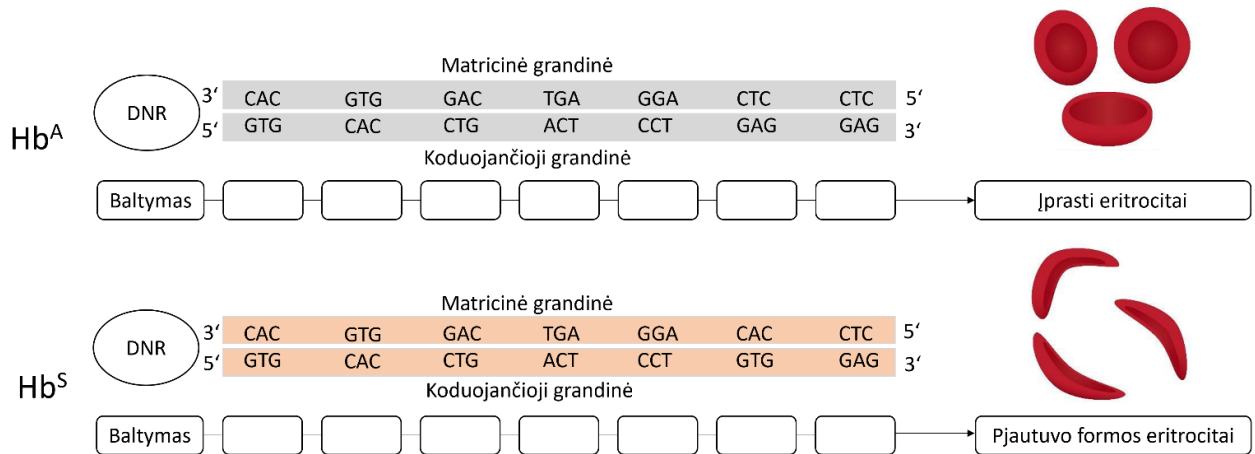 Matricinė grandinė
HbA
DNR
3‘ CAC GTG GAC TGA GGA CTC CTC 5‘
5‘ GTG CAC CTG ACT CCT GAG GAG 3‘
Koduojančioji grandinė
Baltymas
Įprasti eritrocitai
Matricinė grandinė
HbS
DNR
3‘ CAC GTG GAC TGA GGA CAC CTC 5‘
5‘ GTG CAC CTG ACT CCT GTG GAG 3‘
Koduojančioji grandinė
Baltymas
Pjautuvo formos eritrocitai